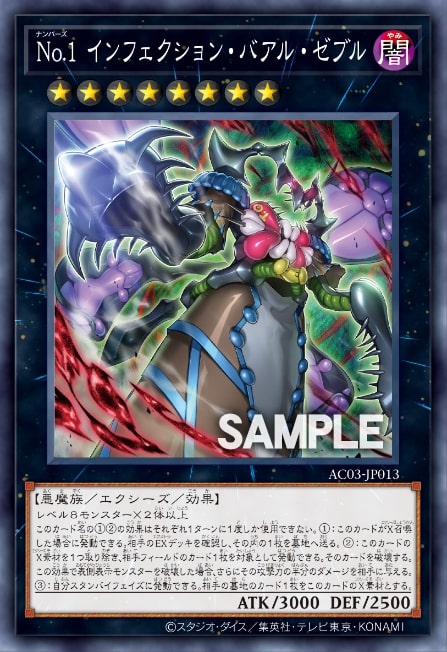 ナンバーズ
No.1 インフェクション・バアル・ゼブル
やみ
闇
SAMPLE
AC03-JP013
【悪魔族／エクシーズ／効果】
レベル8モンスター×2体以上
このカード名の①②の効果はそれぞれ1ターンに1度しか使用できない。①：このカードがX召喚
した場合に発動できる。相手のEXデッキを確認し、その内の1枚を墓地へ送る。②：このカードの
X素材を1つ取り除き、相手フィールドのカード1枚を対象として発動できる。そのカードを破壊する。
この効果で表側表示モンスターを破壊した場合、さらにその攻撃力の半分のダメージを相手に与える。
③：自分スタンバイフェイズに発動できる。相手の墓地のカード1枚をこのカードのX素材とする。
ATK/3000 DEF/2500
©スタジオ・ダイス／集英社・テレビ東京・KONAMI